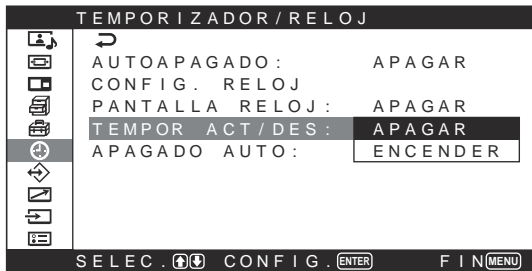 TEMPORIZADOR/RELOJ
AUTOAPAGADO: APAGAR
CONFIG. RELOJ
PANTALLA RELOJ: APAGAR
TEMPOR ACT/DES: APAGAR
APAGADO AUTO: ENCENDER
SELEC. CONFIG. ENTER FIN MENU